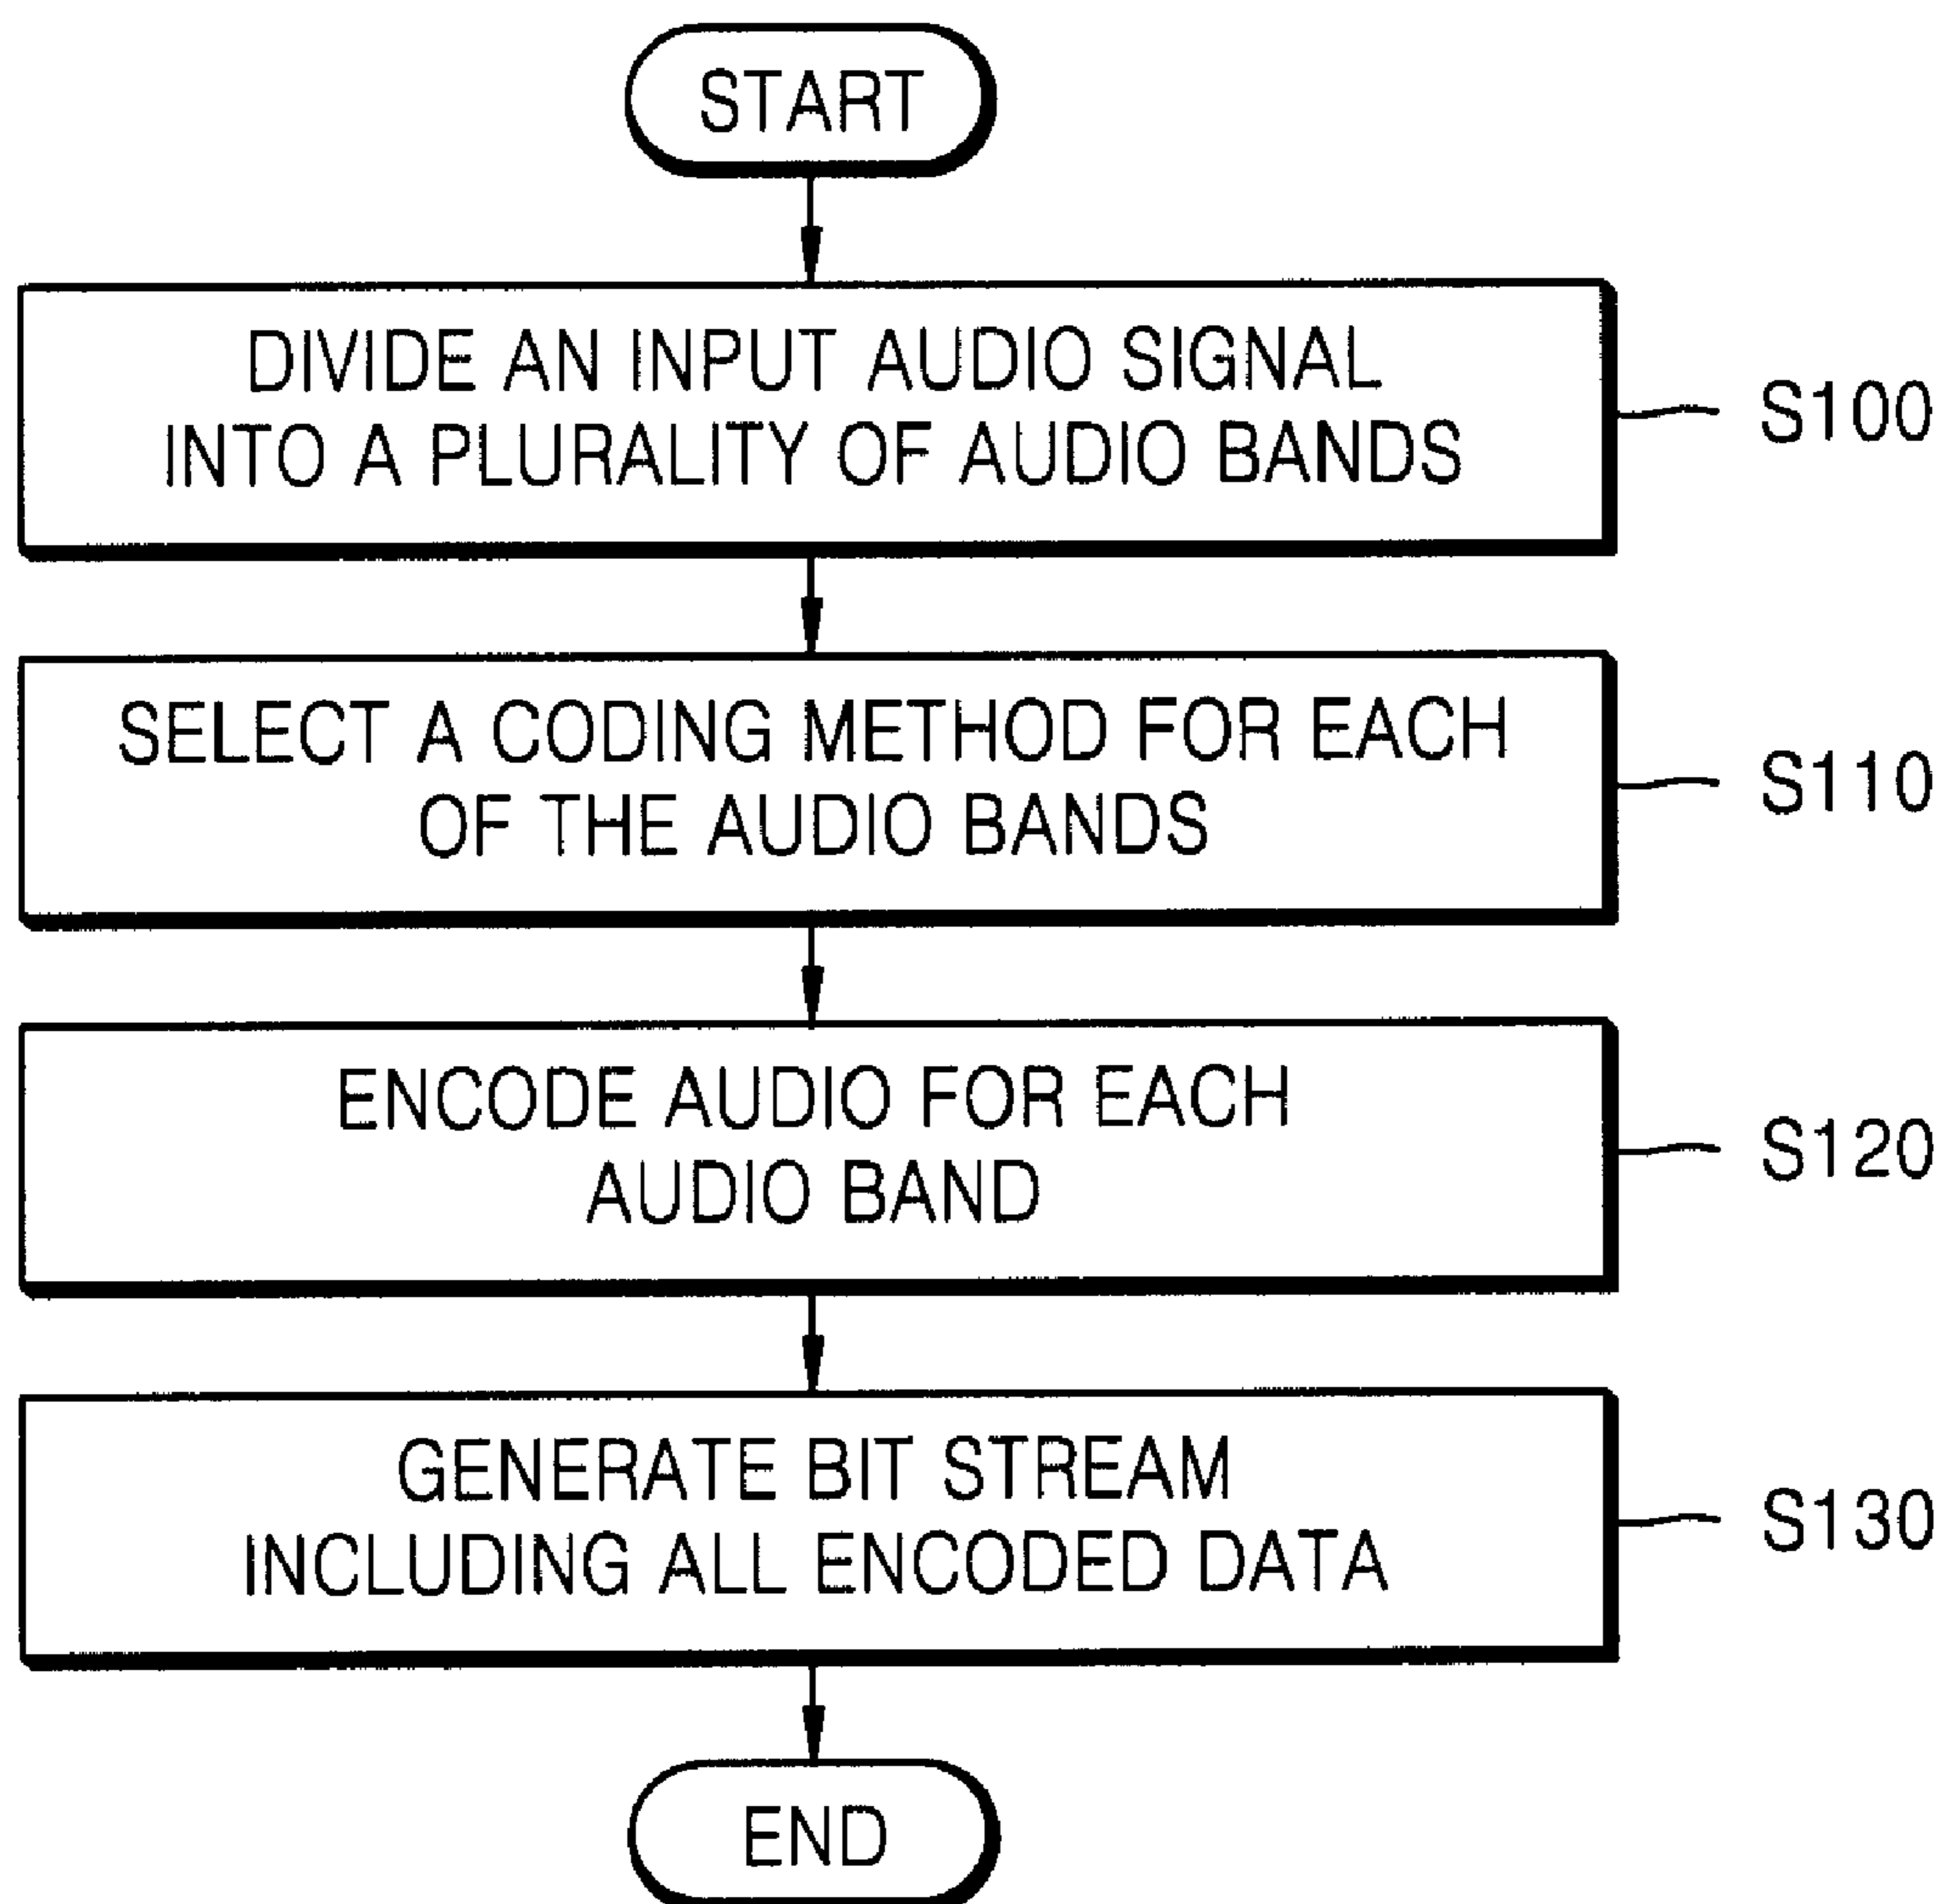 START
DIVIDE AN INPUT AUDIO SIGNAL
INTO A PLURALITY OF AUDIO BANDS
S100
SELECT A CODING METHOD FOR EACH
OF THE AUDIO BANDS
S110
ENCODE AUDIO FOR EACH
AUDIO BAND
S120
GENERATE BIT STREAM
INCLUDING ALL ENCODED DATA
S130
END